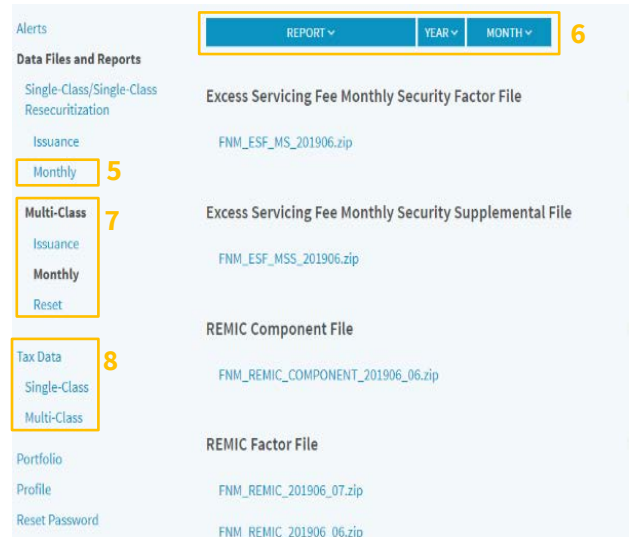 Alerts
Data Files and Reports
Single-Class/Single-Class
Resecuritization
Issuance
Monthly
5
Multi-Class
7
Issuance
Monthly
Reset
Tax Data
8
Single-Class
Multi-Class
Portfolio
Profile
Reset Password
REPORT YEAR MONTH
6
Excess Servicing Fee Monthly Security Factor File
FNM_ESF_MS_201906.zip
Excess Servicing Fee Monthly Security Supplemental File
FNM_ESF_MSS_201906.zip
REMIC Component File
FNM_REMIC_COMPONENT_201906_06.zip
REMIC Factor File
FNM_REMIC_201906_07.zip
FNM_REMIC_201906_06.zip